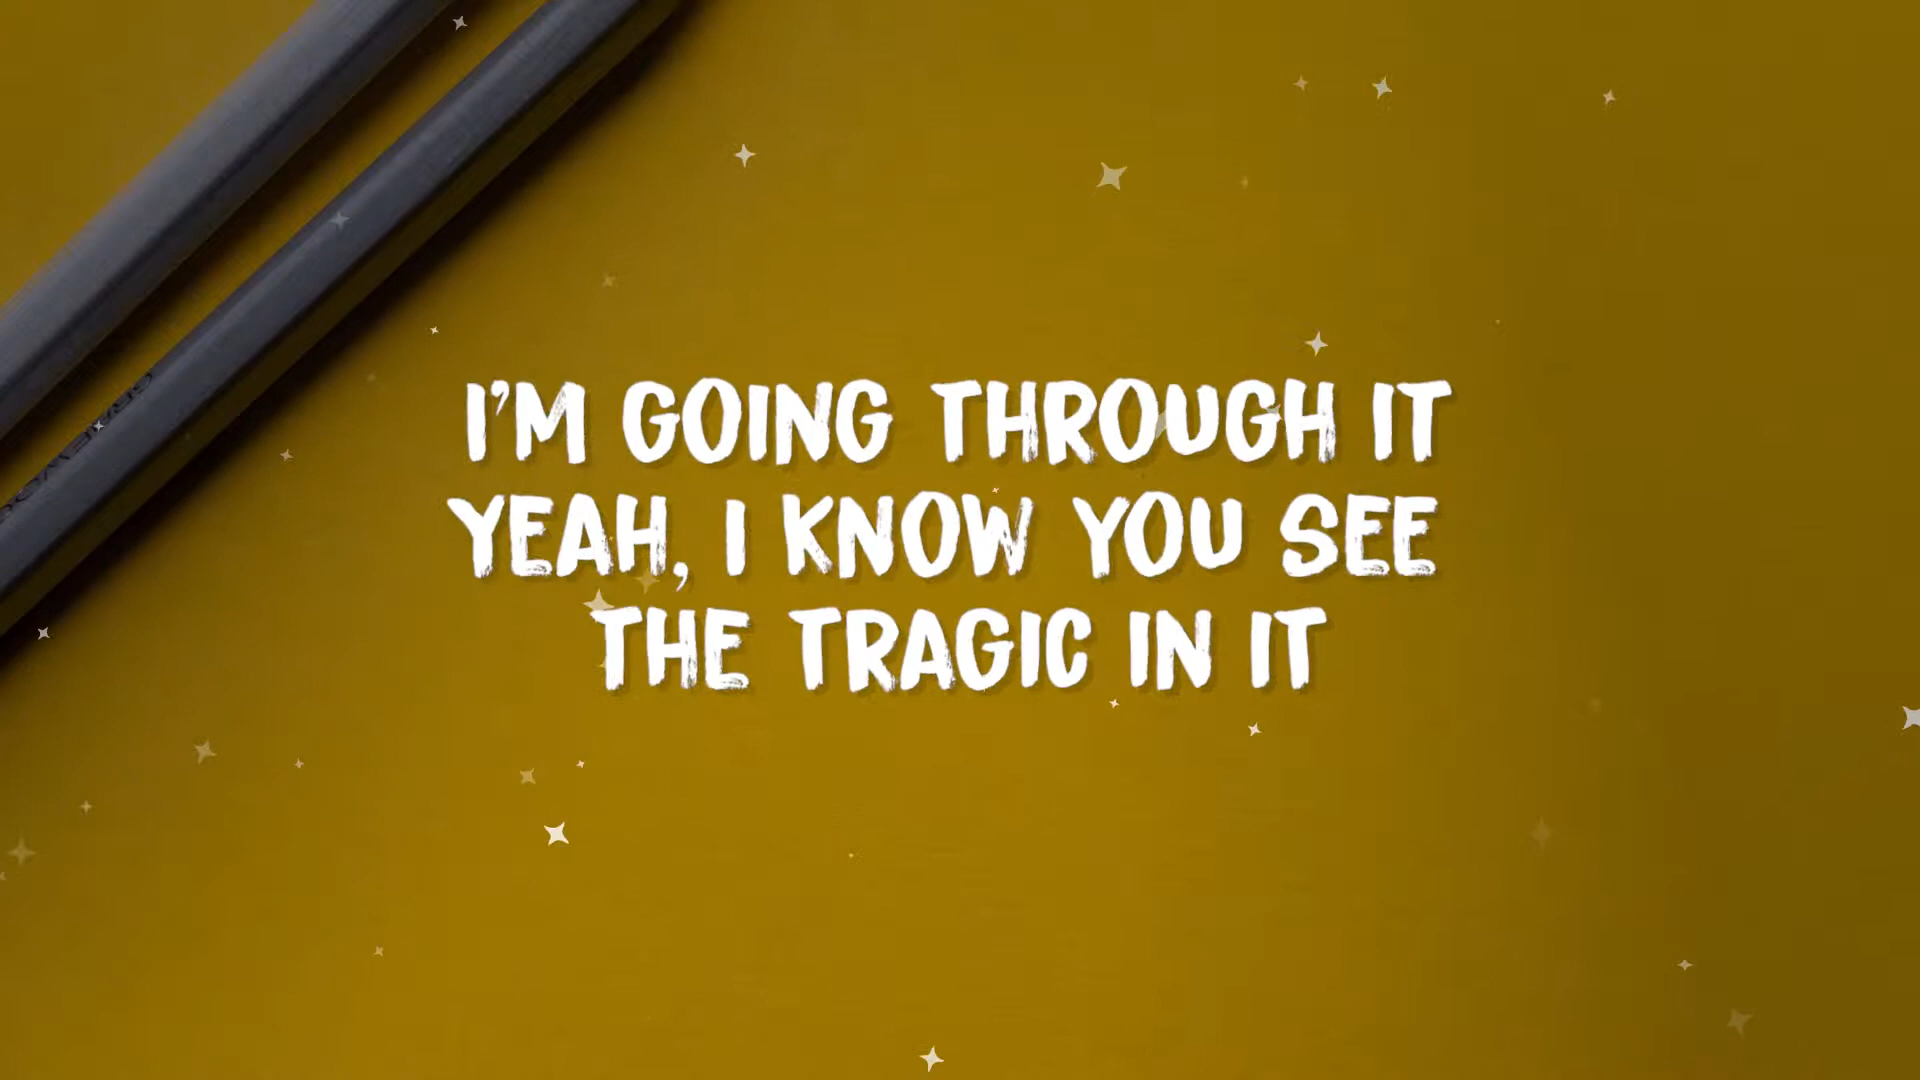 I'M GOING THROUGH IT
YEAH, I KNOW YOU SEE
THE TRAGIC IN IT